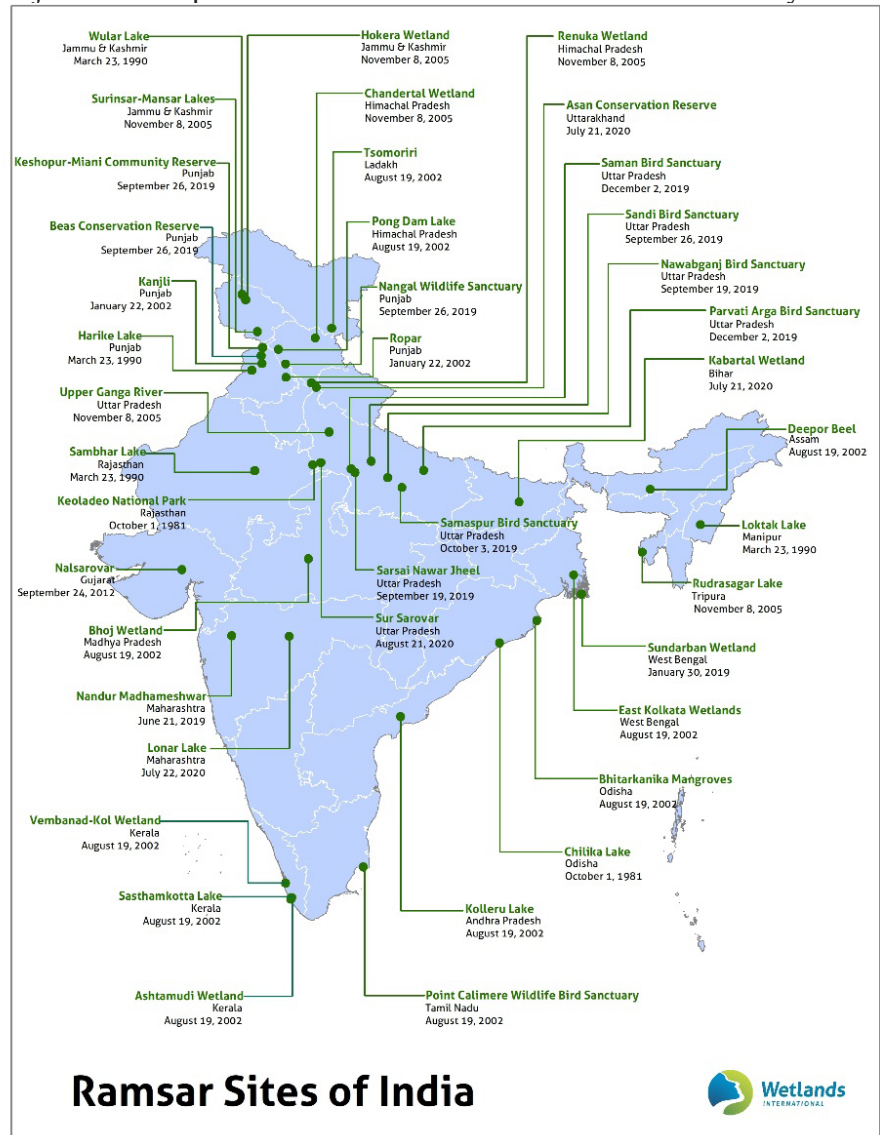 Wular Lake
Jammu & Kashmir
March 23, 1990
Hokera Wetland
Jammu & Kashmir
November 8, 2005
Renuka Wetland
Himachal Pradesh
November 8, 2005
Surinsar-Mansar Lakes
Jammu & Kashmir
November 8, 2005
Chandertal Wetland
Himachal Pradesh
November 8, 2005
Asan Conservation Reserve
Uttarakhand
July 21, 2020
Keshopur-Miani Community Reserve
Punjab
September 26, 2019
Tsomoriri
Ladakh
August 19, 2002
Saman Bird Sanctuary
Uttar Pradesh
December 2, 2019
Beas Conservation Reserve
Punjab
September 26, 2019
Pong Dam Lake
Himachal Pradesh
August 19, 2002
Sandi Bird Sanctuary
Uttar Pradesh
September 26, 2019
Kanjli
Punjab
January 22, 2002
Nangal Wildlife Sanctuary
Punjab
September 26, 2019
Nawabganj Bird Sanctuary
Uttar Pradesh
September 19, 2019
Harike Lake
Punjab
March 23, 1990
Ropar
Punjab
January 22, 2002
Parvati Arga Bird Sanctuary
Uttar Pradesh
December 2, 2019
Kabartal Wetland
Bihar
July 21, 2020
Upper Ganga River
Uttar Pradesh
November 8, 2005
Deepor Beel
Assam
August 19, 2002
Sambhar Lake
Rajasthan
March 23, 1990
Keoladeo National Park
Rajasthan
October 1, 1981
Samaspur Bird Sanctuary
Uttar Pradesh
October 3, 2019
Loktak Lake
Manipur
March 23, 1990
Nalsarovar
Gujarat
September 24, 2012
Sarsai Nawar Jheel
Uttar Pradesh
September 19, 2019
Rudrasagar Lake
Tripura
November 8, 2005
Bhoj Wetland
Madhya Pradesh
August 19, 2002
Sur Sarovar
Uttar Pradesh
August 21, 2020
Sundarban Wetland
West Bengal
January 30, 2019
Nandur Madhameshwar
Maharashtra
June 21, 2019
East Kolkata Wetlands
West Bengal
August 19, 2002
Lonar Lake
Maharashtra
July 22, 2020
Bhitarkanika Mangroves
Odisha
August 19, 2002
Vembanad-Kol Wetland
Kerala
August 19, 2002
Chilika Lake
Odisha
October 1, 1981
Sasthamkotta Lake
Kerala
August 19, 2002
Kolleru Lake
Andhra Pradesh
August 19, 2002
Ashtamudi Wetland
Kerala
August 19, 2002
Point Calimere Wildlife Bird Sanctuary
Tamil Nadu
August 19, 2002
Ramsar Sites of India
Wetlands
INTERNATIONAL